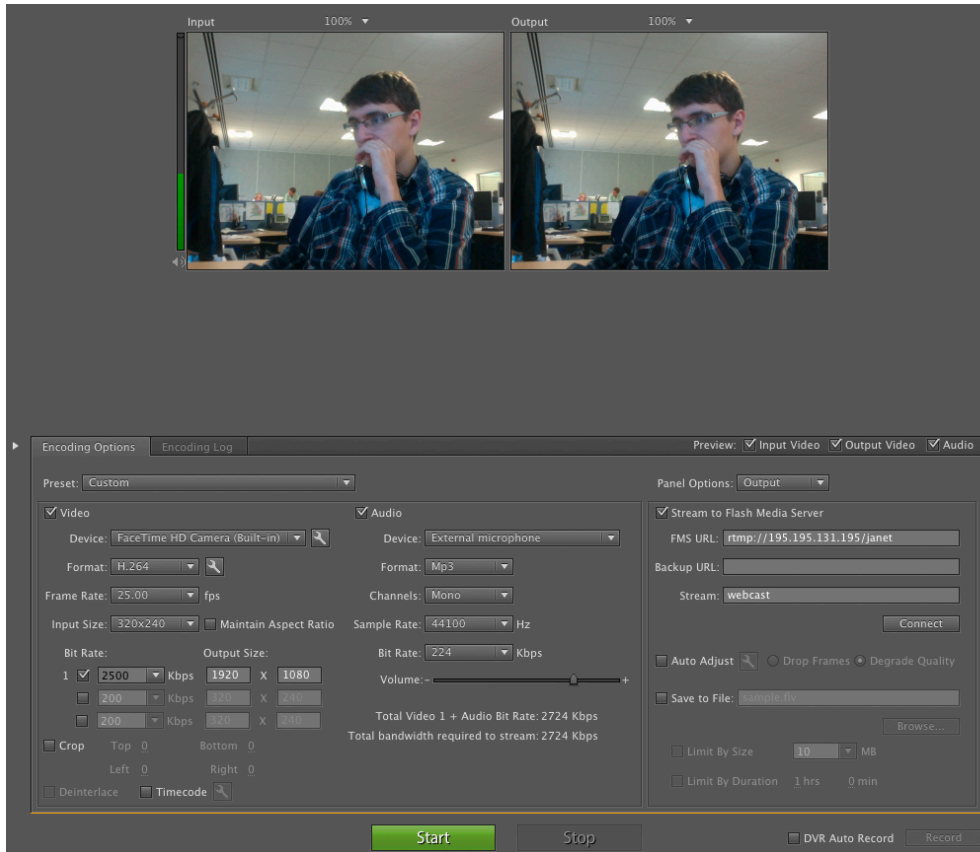 Input 100% Output 100%
Encoding Options Encoding Log Preview: Input Video Output Video Audio
Preset: Custom
Panel Options: Output
Video
Device: FaceTime HD Camera (Built-in)
Format: H.264
Frame Rate: 25.00 fps
Input Size: 320x240 Maintain Aspect Ratio
Bit Rate: Output Size:
1 2500 Kbps 1920 X 1080
200 Kbps 320 X 240
200 Kbps 320 X 240
Crop Top 0 Bottom 0
Left 0 Right 0
Deinterlace Timecode
Audio
Device: External microphone
Format: Mp3
Channels: Mono
Sample Rate: 44100 Hz
Bit Rate: 224 Kbps
Volume: - +
Total Video 1 + Audio Bit Rate: 2724 Kbps
Total bandwidth required to stream: 2724 Kbps
Stream to Flash Media Server
FMS URL: rtmp://195.195.131.195/janet
Backup URL:
Stream: webcast
Connect
Auto Adjust Drop Frames Degrade Quality
Save to File: sample.flv
Browse...
Limit By Size 10 MB
Limit By Duration 1 hrs 0 min
Start Stop DVR Auto Record Record